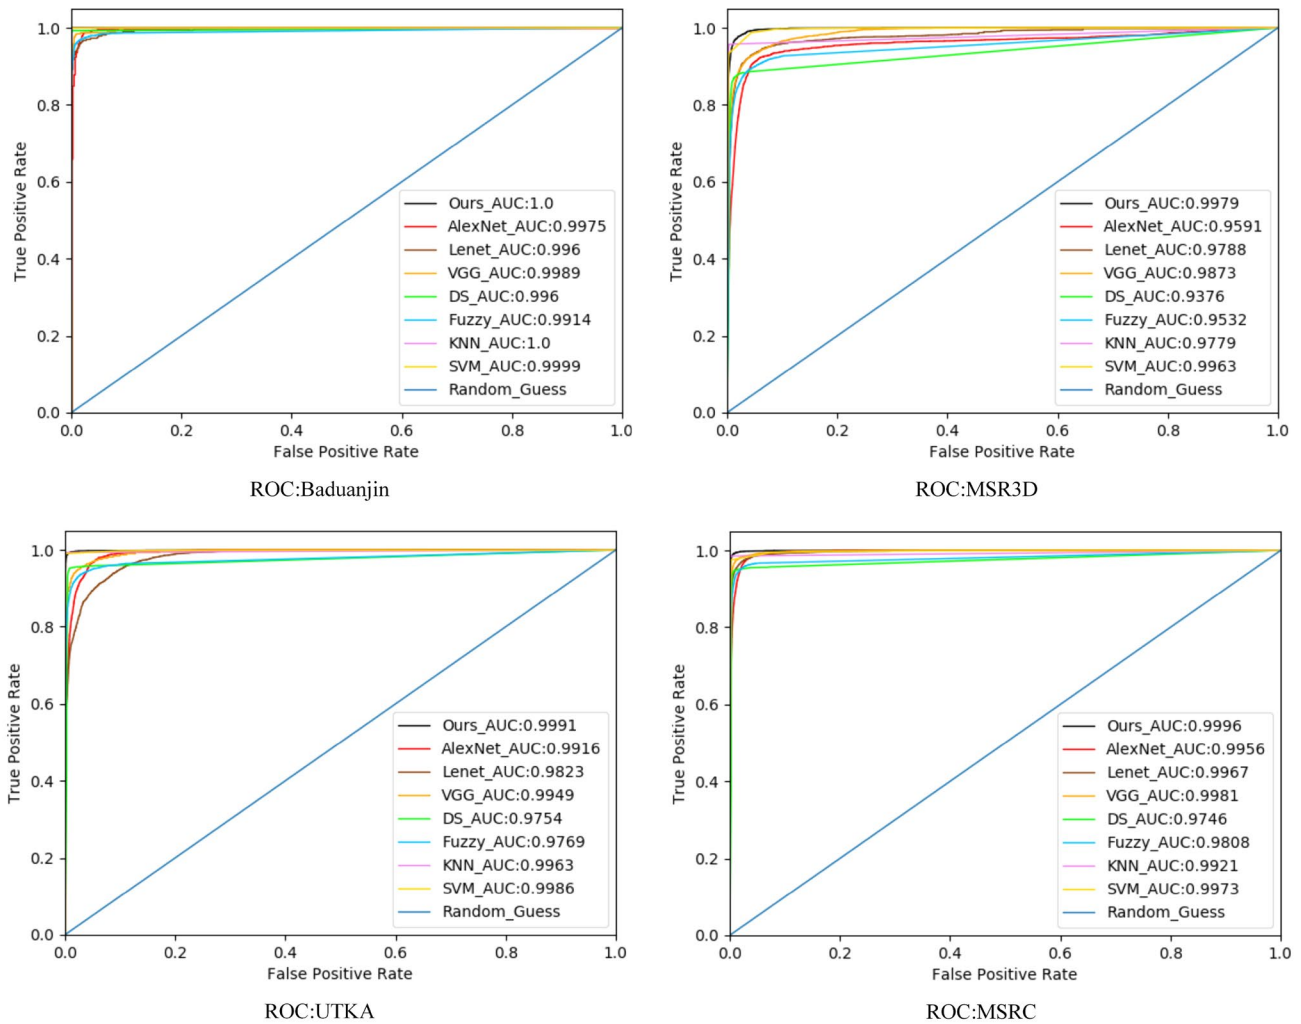 1.0
0.8
0.6
0.4
0.2
0.0
True Positive Rate
Ours_AUC:1.0
AlexNet_AUC:0.9975
Lenet_AUC:0.996
VGG_AUC:0.9989
DS_AUC:0.996
Fuzzy_AUC:0.9914
KNN_AUC:1.0
SVM_AUC:0.9999
Random_Guess
0.0 0.2 0.4 0.6 0.8 1.0
False Positive Rate
ROC:Baduanjin
1.0
0.8
0.6
0.4
0.2
0.0
True Positive Rate
Ours_AUC:0.9979
AlexNet_AUC:0.9591
Lenet_AUC:0.9788
VGG_AUC:0.9873
DS_AUC:0.9376
Fuzzy_AUC:0.9532
KNN_AUC:0.9779
SVM_AUC:0.9963
Random_Guess
0.0 0.2 0.4 0.6 0.8 1.0
False Positive Rate
ROC:MSR3D
1.0
0.8
0.6
0.4
0.2
0.0
True Positive Rate
Ours_AUC:0.9991
AlexNet_AUC:0.9916
Lenet_AUC:0.9823
VGG_AUC:0.9949
DS_AUC:0.9754
Fuzzy_AUC:0.9769
KNN_AUC:0.9963
SVM_AUC:0.9986
Random_Guess
0.0 0.2 0.4 0.6 0.8 1.0
False Positive Rate
ROC:UTKA
1.0
0.8
0.6
0.4
0.2
0.0
True Positive Rate
Ours_AUC:0.9996
AlexNet_AUC:0.9956
Lenet_AUC:0.9967
VGG_AUC:0.9981
DS_AUC:0.9746
Fuzzy_AUC:0.9808
KNN_AUC:0.9921
SVM_AUC:0.9973
Random_Guess
0.0 0.2 0.4 0.6 0.8 1.0
False Positive Rate
ROC:MSRC